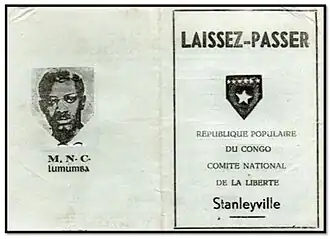 M. N. C.
lumumba
LAISSEZ-PASSER
REPUBLIQUE POPULAIRE
DU CONGO
COMITE NATIONAL
DE LA LIBERTE
Stanleyville